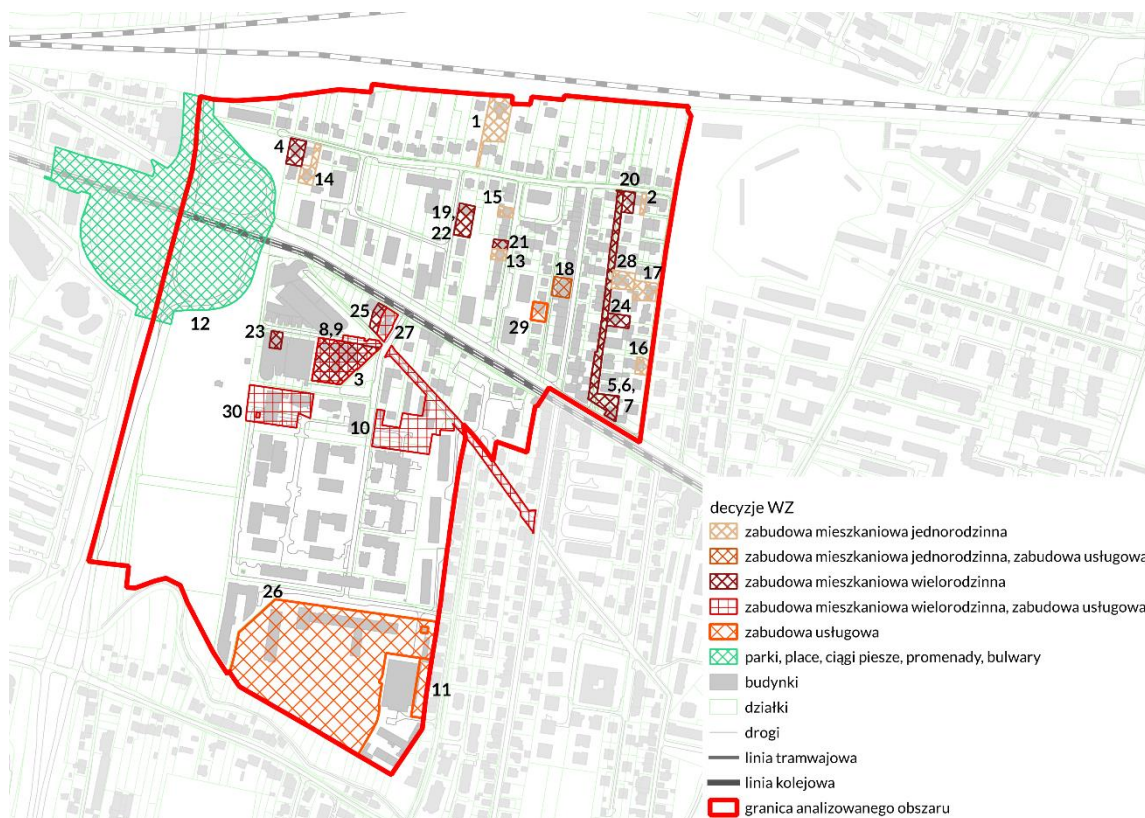 1
4
14
20
2
15
19,
22
21
13
28
17
18
24
29
25
27
12
23
8,9
3
16
5,6,
7
30
10
26
11
decyzje WZ
zabudowa mieszkaniowa jednorodzinna
zabudowa mieszkaniowa jednorodzinna, zabudowa usługowa
zabudowa mieszkaniowa wielorodzinna
zabudowa mieszkaniowa wielorodzinna, zabudowa usługowa
zabudowa usługowa
parki, place, ciągi piesze, promenady, bulwary
budynki
działki
drogi
linia tramwajowa
linia kolejowa
granica analizowanego obszaru